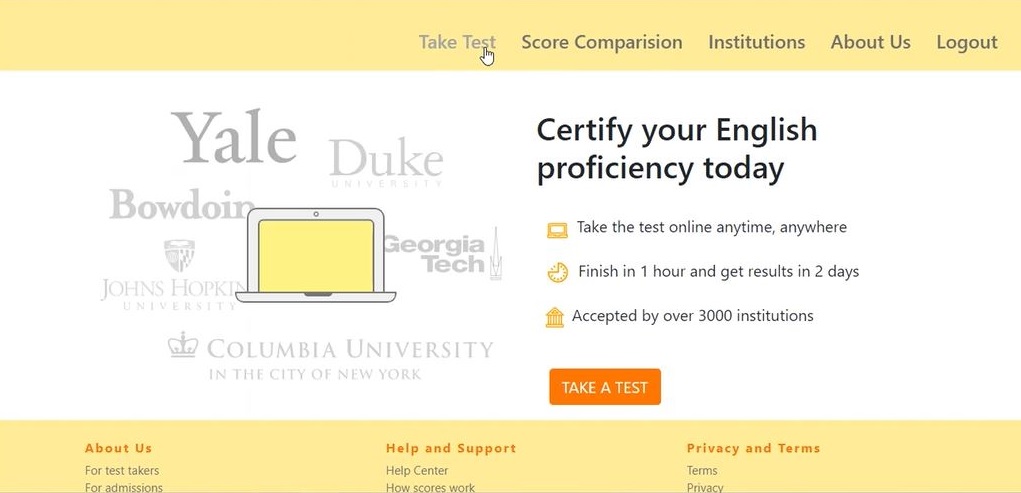 Take Test Score Comparision Institutions About Us Logout
Yale
Duke
UNIVERSITY
Bowdoin
Georgia
Tech
JOHNS HOPKIN
UNIVERSITY
COLUMBIA UNIVERSITY
IN THE CITY OF NEW YORK
Certify your English
proficiency today
Take the test online anytime, anywhere
Finish in 1 hour and get results in 2 days
Accepted by over 3000 institutions
TAKE A TEST
About Us
For test takers
For admissions
Help and Support
Help Center
How scores work
Privacy and Terms
Terms
Privacy